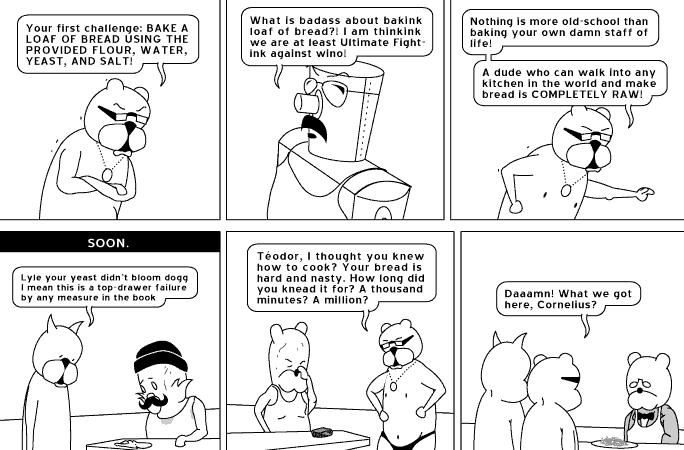 Your first challenge: BAKE A
LOAF OF BREAD USING THE
PROVIDED FLOUR, WATER,
YEAST, AND SALT!
What is badass about bakink
loaf of bread?! I am thinkink
we are at least Ultimate Fight-
ink against wino!
Nothing is more old-school than
baking your own damn staff of
life!
A dude who can walk into any
kitchen in the world and make
bread is COMPLETELY RAW!
SOON.
Lyle your yeast didn't bloom dogg
I mean this is a top-drawer failure
by any measure in the book
Téodor, I thought you knew
how to cook? Your bread is
hard and nasty. How long did
you knead it for? A thousand
minutes? A million?
Daaamn! What we got
here, Cornelius?